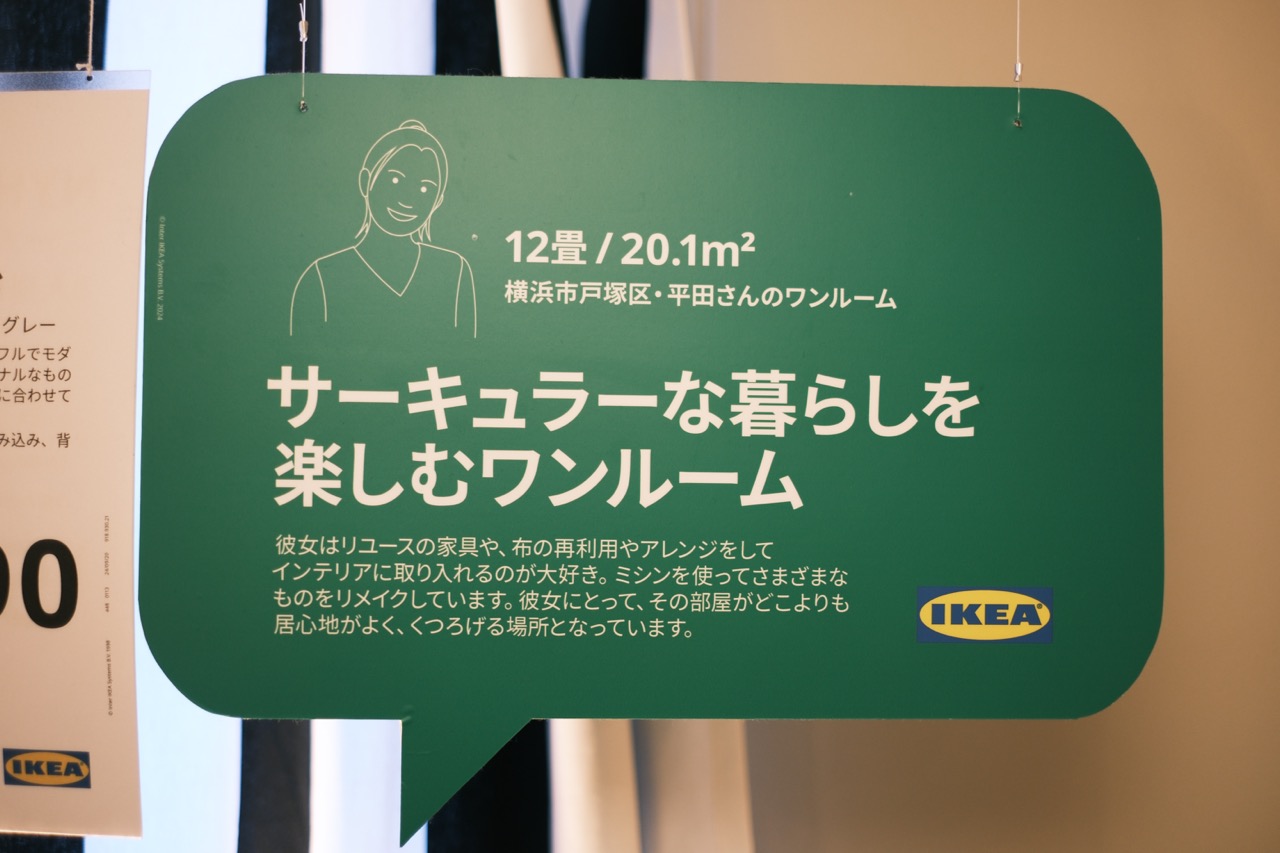 グレー
フルでモダ
ナルなもの
に合わせて
み込み、背
00
IKEA
© Inter IKEA Systems B.V. 2024
12畳 / 20.1m²
横浜市戸塚区・平田さんのワンルーム
サーキュラーな暮らしを
楽しむワンルーム
彼女はリユースの家具や、布の再利用やアレンジをして
インテリアに取り入れるのが大好き。ミシンを使ってさまざまな
ものをリメイクしています。彼女にとって、その部屋がどこよりも
居心地がよく、くつろげる場所となっています。
IKEA